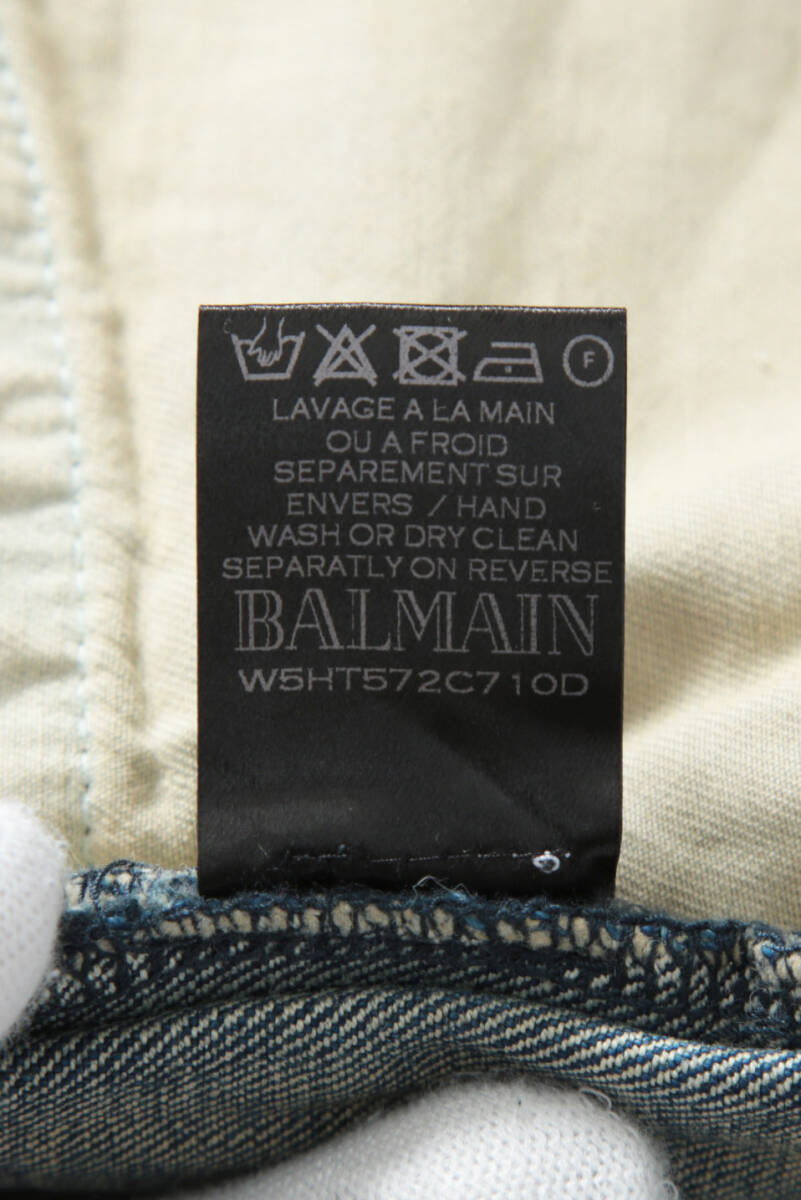 F
LAVAGE A LA MAIN
OU A FROID
SEPAREMENT SUR
ENVERS / HAND
WASH OR DRY CLEAN
SEPARATLY ON REVERSE
BALMAIN
W5HT572C710D